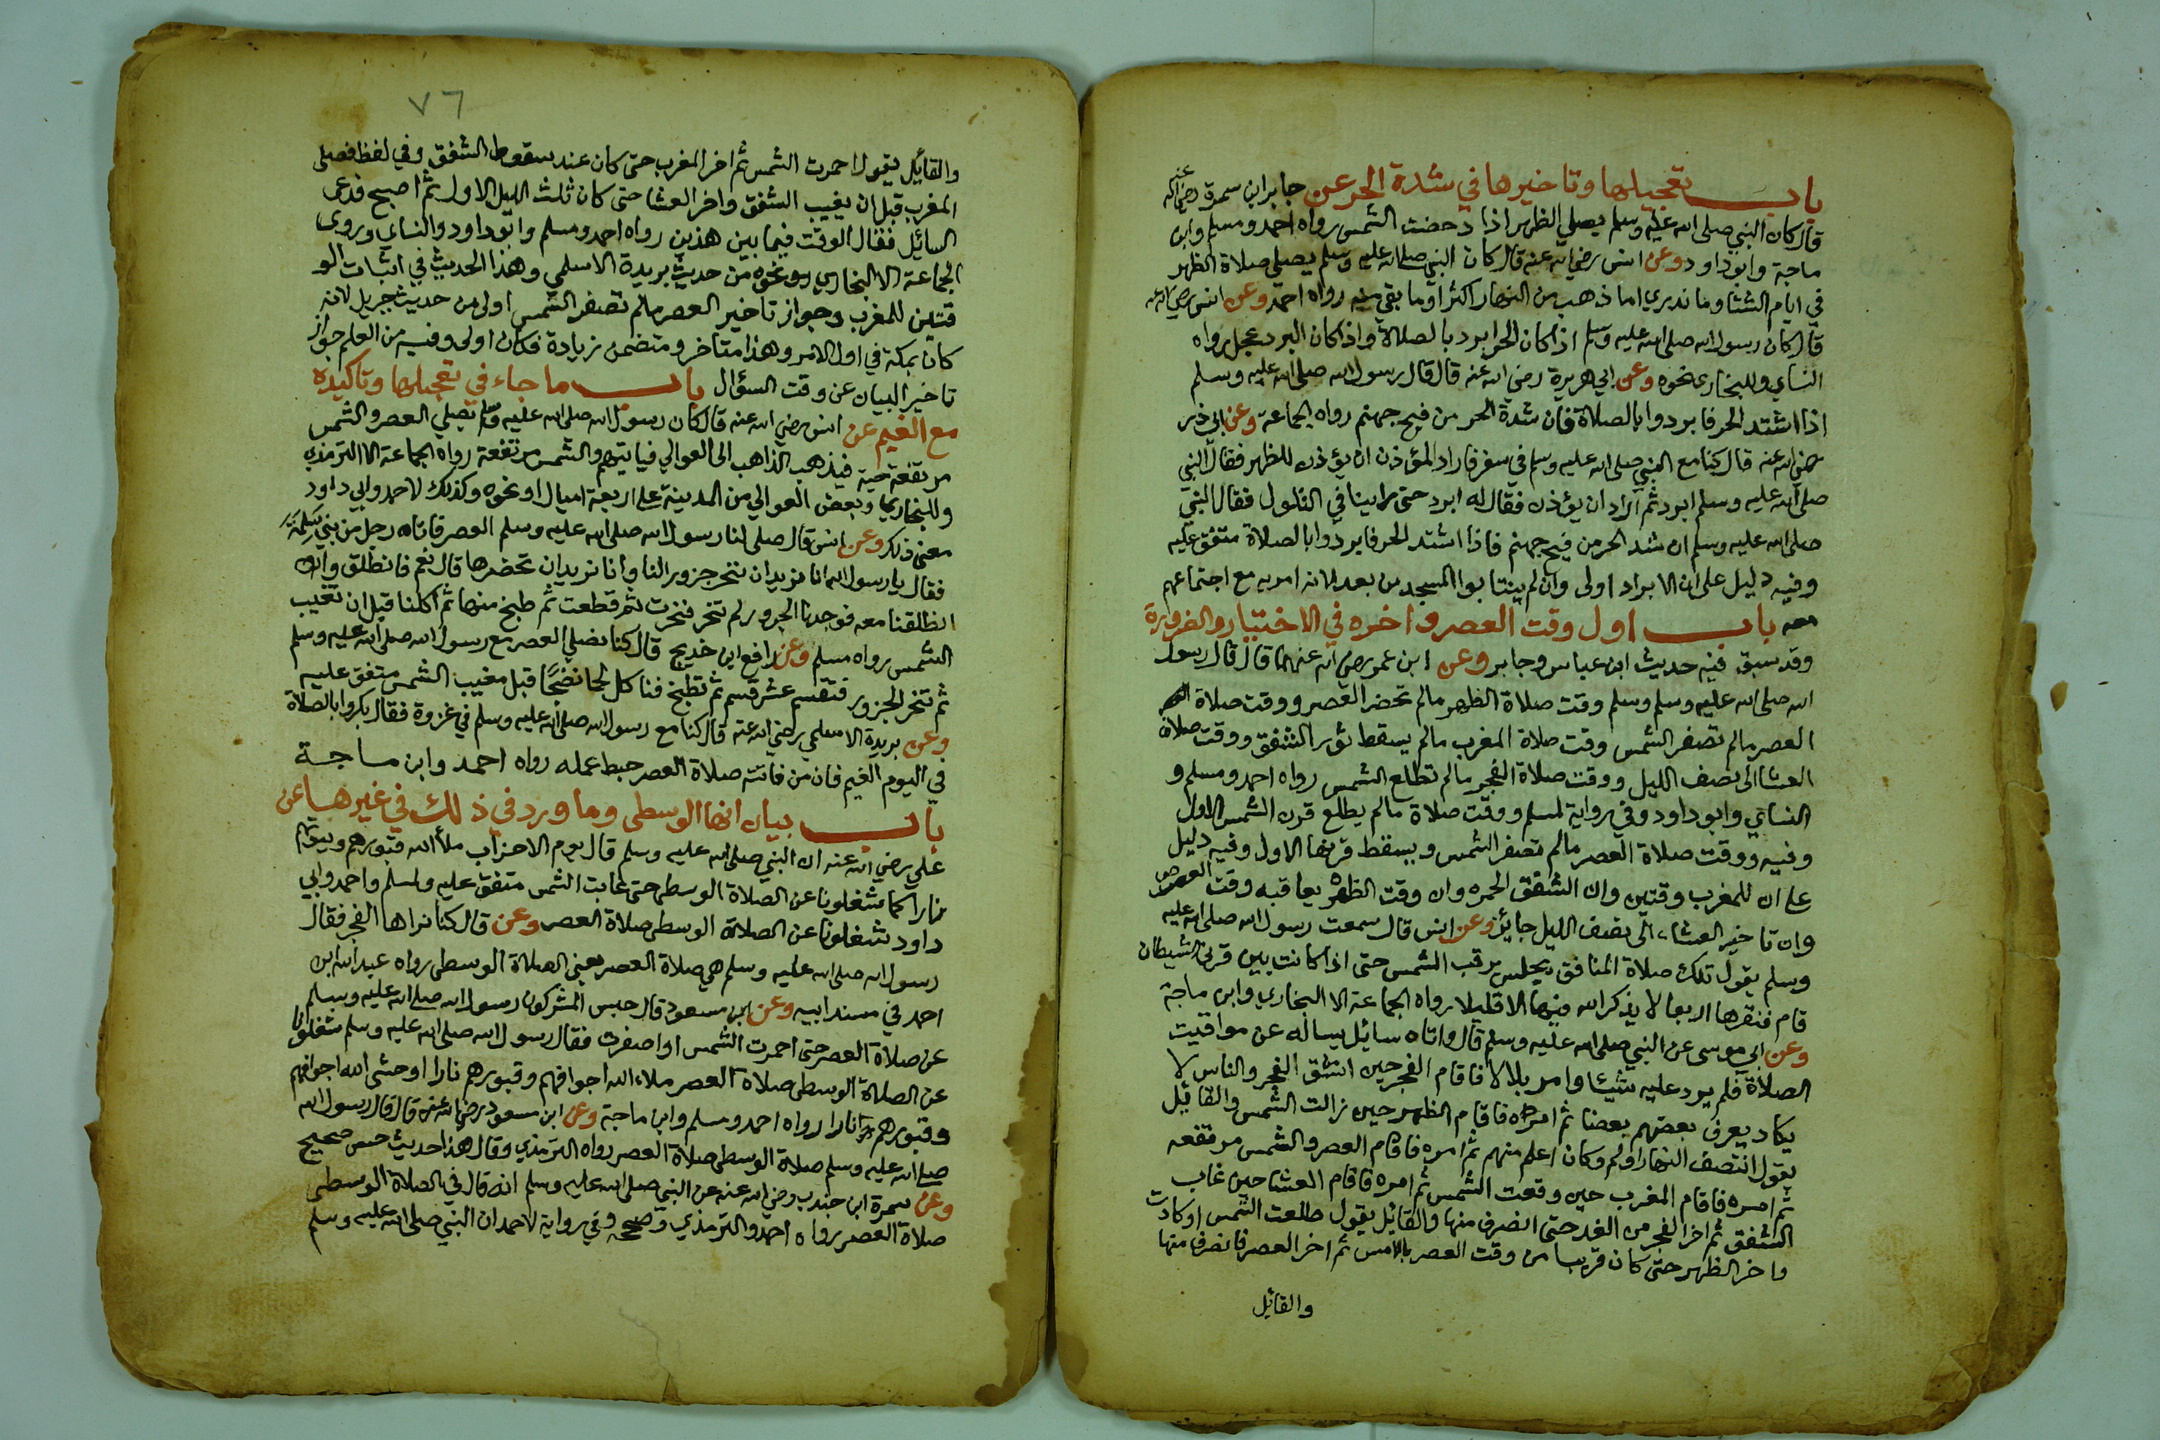 باب تعجيلها وتاخيرها في شدة الحر عن جابر ابن سمرة رضي الله عنه
قال كان النبي صلى الله عليه وسلم يصلي الظهر اذا دحضت الشمس رواه احمد ومسلم وابن
ماجة وابوداود وعن انس رضي الله عنه قال كان النبي صلى الله عليه وسلم يصلي صلاة الظهر
في ايام الشتا وما ندري اما ذهب من النهار اكثر او ما بقي منه رواه احمد وعن انس رضي الله عنه
قال كان رسول الله صلى الله عليه وسلم اذا كان الحر ابرد بالصلاة واذا كان البرد عجل رواه
النساي وللبخاري نحوه وعن ابي هريرة رضي الله عنه قال قال رسول الله صلى الله عليه وسلم
اذا اشتد الحر فابردوا بالصلاة فان شدة الحر من فيح جهنم رواه الجماعة وعن ابي ذر
رضي الله عنه قال كنا مع النبي صلى الله عليه وسلم في سفر فاراد المؤذن ان يؤذن للظهر فقال النبي
صلى الله عليه وسلم ابرد ثم اراد ان يؤذن فقال له ابرد حتى راينا في التلول فقال النبي
صلى الله عليه وسلم ان شد الحر من فيح جهنم فاذا اشتد الحر فابردوا بالصلاة متفق عليه
وفيه دليل على ان الابراد اولى وان لم ينتابوا المسجد من بعد لانه امر به مع اجتماعهم
معه باب اول وقت العصر واخره في الاختيار والضرورة
وقد سبق فيه حديث ابن عباس وجابر وعن ابن عمر رضي الله عنهما قال قال رسول
الله صلى الله عليه وسلم وسلم وقت صلاة الظهر مالم تحضر العصر ووقت صلاة
العصر مالم تصفر الشمس وقت صلاة المغرب مالم يسقط ثور الشفق ووقت صلاة
العشا الى نصف الليل ووقت صلاة الفجر مالم تطلع الشمس رواه احمد ومسلم و
النساي وابوداود وفي رواية لمسلم ووقت صلاة مالم يطلع قرن الشمس الاول
وفيه ووقت صلاة العصر مالم تصفر الشمس ويسقط قرنها الاول وفيه دليل
على ان للمغرب وقتين وان الشفق الحمره وان وقت الظهر يعاقبه وقت العصر
وان تاخير العشاء الى نصف الليل جايز وعن انس قال سمعت رسول الله صلى الله عليه
وسلم يقول تلك صلاة المنافق يجلس يرقب الشمس حتى اذا كانت بين قرني الشيطان
قام فنقرها اربعا لا يذكر الله فيها الا قليلا رواه الجماعة الا البخاري وابن ماجة
وعن ابي موسى عن النبي صلى الله عليه وسلم قال واتاه سايل يساله عن مواقيت
الصلاة فلم يرد عليه شيئا وامر بلالا فاقام الفجر حين انشق الفجر والناس لا
يكاد يعرف بعضهم بعضا ثم امره فاقام الظهر حين زالت الشمس والقائل
يقول انتصف النهار اولم وكان اعلم منهم ثم امره فاقام العصر والشمس مرتفعه
ثم امره فاقام المغرب حين وقعت الشمس ثم امره فاقام العشا حين غاب
الشفق ثم اخر الفجر من الغد حتى انصرف منها والقائل يقول طلعت الشمس او كادت
واخر الظهر حتى كان قريبا من وقت العصر بالامس ثم اخر العصر فانصرف منها
والقائل
٧٦
والقائل يقول احمرت الشمس ثم اخر المغرب حتى كان عند سقوط الشفق وفي لفظ فصلى
المغرب قبل ان يغيب الشفق واخر العشا حتى كان ثلث الليل الاول ثم اصبح فدعى
السائل فقال الوقت فيما بين هذين رواه احمد ومسلم وابوداود والنساي وروى
الجماعة الا البخاري نحوه من حديث بريدة الاسلمي وهذا الحديث في اثبات الو
قتين للمغرب وجواز تاخير العصر مالم تصفر الشمس اولى من حديث جبريل لانه
كان بمكة في اول الامر وهذا متاخر ومتضمن زيادة فكان اولى وفيه من العلم جواز
تاخير البيان عن وقت السؤال باب ما جاء في تعجيلها وتاكيده
مع الغيم عن انس رضي الله عنه قال كان رسول الله صلى الله عليه وسلم يصلي العصر والشمس
مرتفعة حية فيذهب الذاهب الى العوالي فياتيهم والشمس مرتفعة رواه الجماعة الا الترمذي
وللبخاري وبعض العوالي من المدينة على اربعة اميال او نحوه وكذلك لاحمد وابي داود
معنى ذلك وعن انس قال صلى لنا رسول الله صلى الله عليه وسلم العصر فاتاه رجل من بني سلمة
فقال يا رسول الله انا نريد ان ننحر جزورا لنا وانا نريد ان تحضرها قال نعم فانطلق وانطلقنا
انطلقنا معه فوجدنا الجزور لم تنحر فنحرت ثم قطعت ثم طبخ منها ثم اكلنا قبل ان تغيب
الشمس رواه مسلم وعن رافع ابن خديج قال كنا نصلي العصر مع رسول الله صلى الله عليه وسلم
ثم تنحر الجزور فتقسم عشر قسم ثم تطبخ فناكل لحما نضجا قبل مغيب الشمس متفق عليه
وعن بريدة الاسلمي رضي الله عنه قال كنا مع رسول الله صلى الله عليه وسلم في غزوة فقال بكروا بالصلاة
في اليوم الغيم فان من فاتته صلاة العصر حبط عمله رواه احمد وابن ماجة
باب بيان انها الوسطى وما ورد في ذلك في غيرها عن
علي رضي الله عنه ان النبي صلى الله عليه وسلم قال يوم الاحزاب ملأ الله قبورهم وبيوتهم
نارا كما شغلونا عن الصلاة الوسطى حتى غابت الشمس متفق عليه ولمسلم واحمد وابي
داود شغلونا عن الصلاة الوسطى صلاة العصر وعن قال كنا نراها الفجر فقال
رسول الله صلى الله عليه وسلم هي صلاة العصر يعني الصلاة الوسطى رواه عبد الله ابن
احمد في مسند ابيه وعن ابن مسعود قال حبس المشركون رسول الله صلى الله عليه وسلم
عن صلاة العصر حتى احمرت الشمس او اصفرت فقال رسول الله صلى الله عليه وسلم شغلونا
عن الصلاة الوسطى صلاة العصر ملاء الله اجوافهم وقبورهم نارا او حشى الله اجوافهم
وقبورهم نارا رواه احمد ومسلم وابن ماجة وعن ابن مسعود رضي الله عنه قال قال رسول الله
صلى الله عليه وسلم صلاة الوسطى صلاة العصر رواه الترمذي وقال هذا حديث حسن صحيح
وعن سمرة ابن جندب رضي الله عنه عن النبي صلى الله عليه وسلم انه قال في الصلاة الوسطى
صلاة العصر رواه احمد والترمذي وصححه وفي رواية لاحمد ان النبي صلى الله عليه وسلم